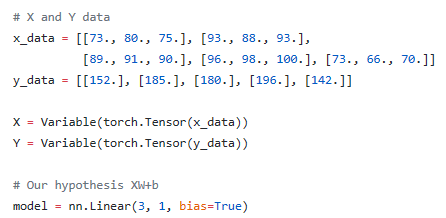 # X and Y data
x_data = [[73., 80., 75.], [93., 88., 93.],
[89., 91., 90.], [96., 98., 100.], [73., 66., 70.]]
y_data = [[152.], [185.], [180.], [196.], [142.]]
X = Variable(torch.Tensor(x_data))
Y = Variable(torch.Tensor(y_data))
# Our hypothesis XW+b
model = nn.Linear(3, 1, bias=True)